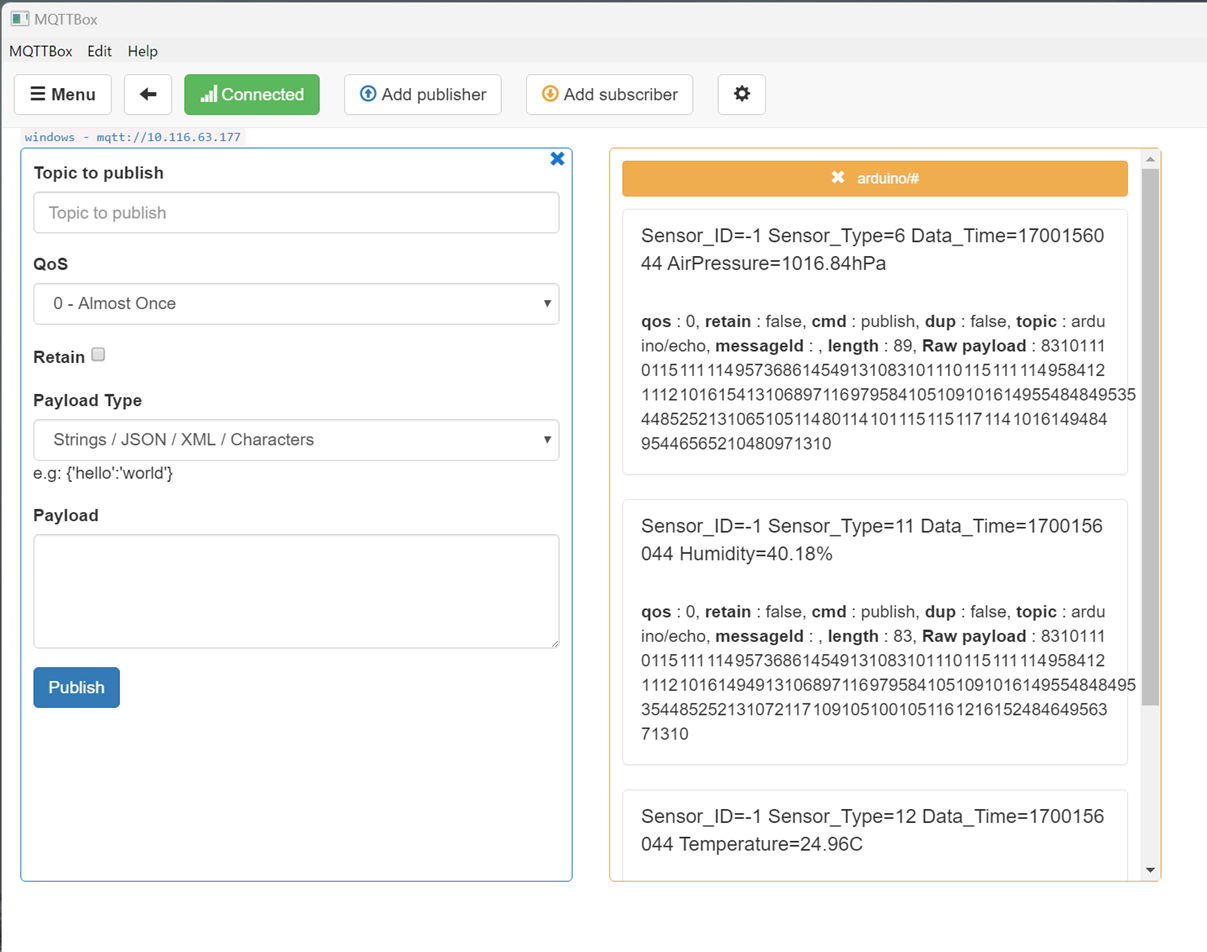 MQTTBox
MQTTBox Edit Help
Menu Connected Add publisher Add subscriber
windows - mqtt://10.116.63.177
Topic to publish
Topic to publish
QoS
0 - Almost Once
Retain
Payload Type
Strings / JSON / XML / Characters
e.g: {'hello':'world'}
Payload
Publish
arduino/#
Sensor_ID=-1 Sensor_Type=6 Data_Time=17001560
44 AirPressure=1016.84hPa
qos : 0, retain : false, cmd : publish, dup : false, topic : ardu
ino/echo, messageId : , length : 89, Raw payload : 8310111
0115111114957368614549131083101110115111114958412
1112101615413106897116979584105109101614955484849535
4485252131065105114801141011151151171141016149484
95446565210480971310
Sensor_ID=-1 Sensor_Type=11 Data_Time=1700156
044 Humidity=40.18%
qos : 0, retain : false, cmd : publish, dup : false, topic : ardu
ino/echo, messageId : , length : 83, Raw payload : 8310111
0115111114957368614549131083101110115111114958412
1112101614949131068971169795841051091016149554848495
35448525213107211710910510010511612161524846495​63
71310
Sensor_ID=-1 Sensor_Type=12 Data_Time=1700156
044 Temperature=24.96C